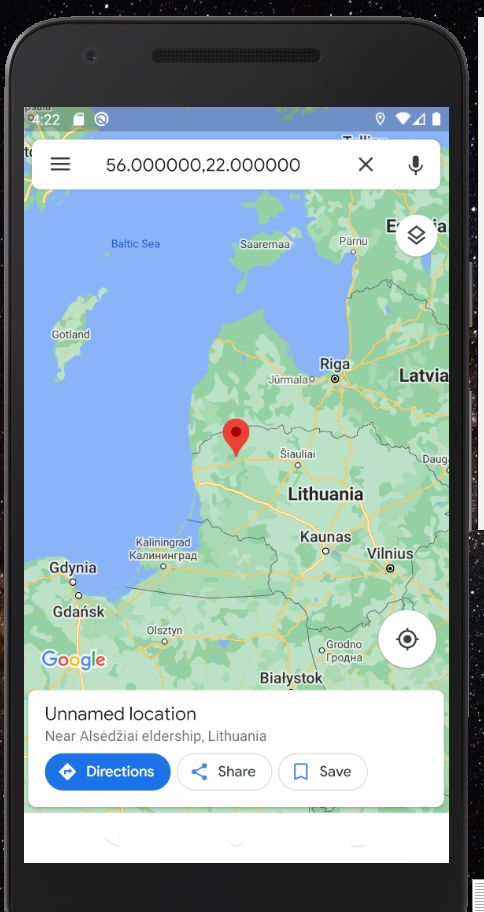 4:22
56.000000,22.000000
Baltic Sea
Saaremaa
Pärnu
Gotland
Riga
Jūrmala
Latvia
Šiauliai
Lithuania
Kaliningrad
Калининград
Kaunas
Vilnius
Gdynia
Gdańsk
Olsztyn
Grodno
Гродна
Google
Białystok
Unnamed location
Near Alsėdžiai eldership, Lithuania
Directions
Share
Save